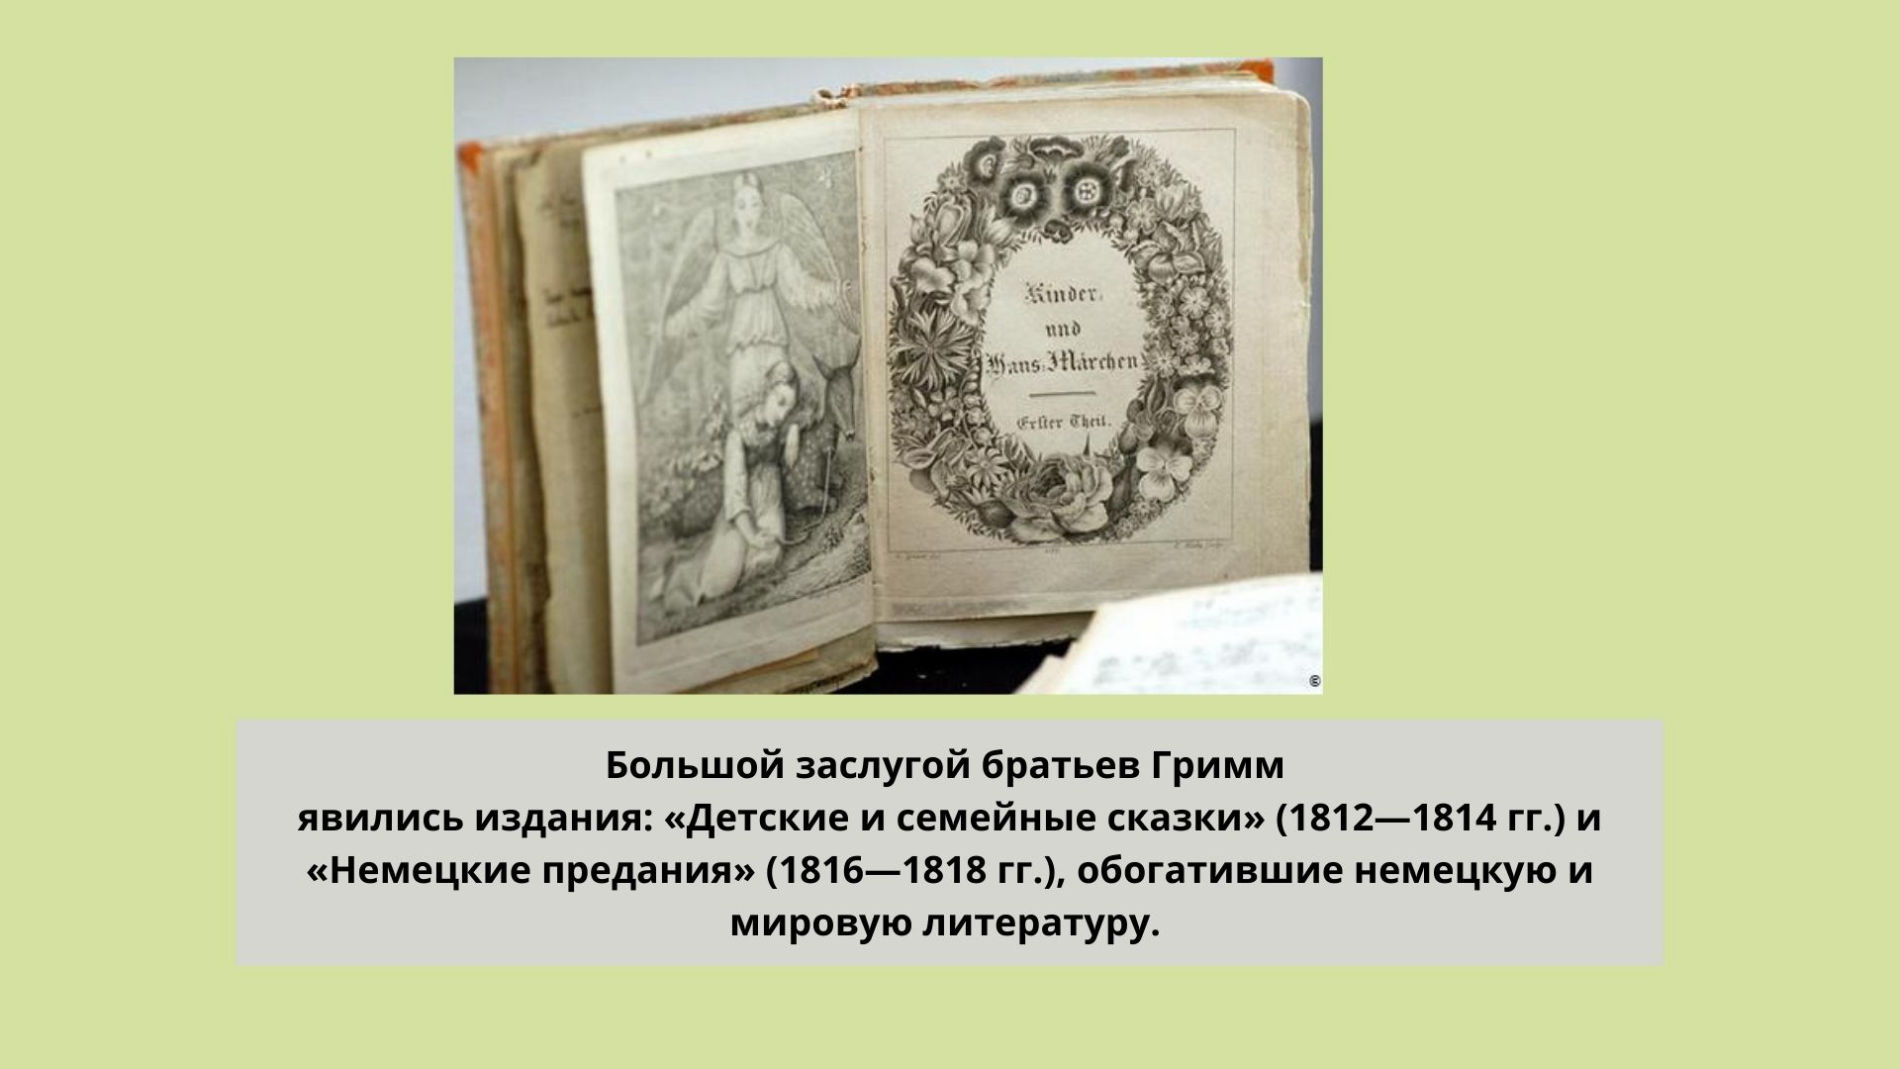 Kinder,
und
Haus-Märchen
Erster Theil.
©
Большой заслугой братьев Гримм
явились издания: «Детские и семейные сказки» (1812—1814 гг.) и
«Немецкие предания» (1816—1818 гг.), обогатившие немецкую и
мировую литературу.